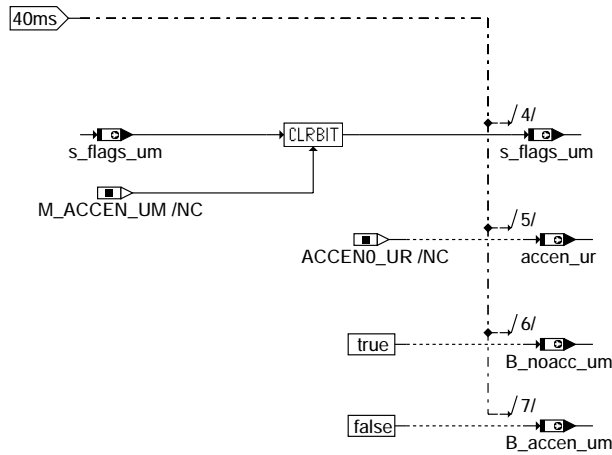 40ms
/4/
CLRBIT
s_flags_um
s_flags_um
M_ACCEN_UM /NC
/5/
ACCEN0_UR /NC
accen_ur
/6/
true
B_noacc_um
/7/
false
B_accen_um